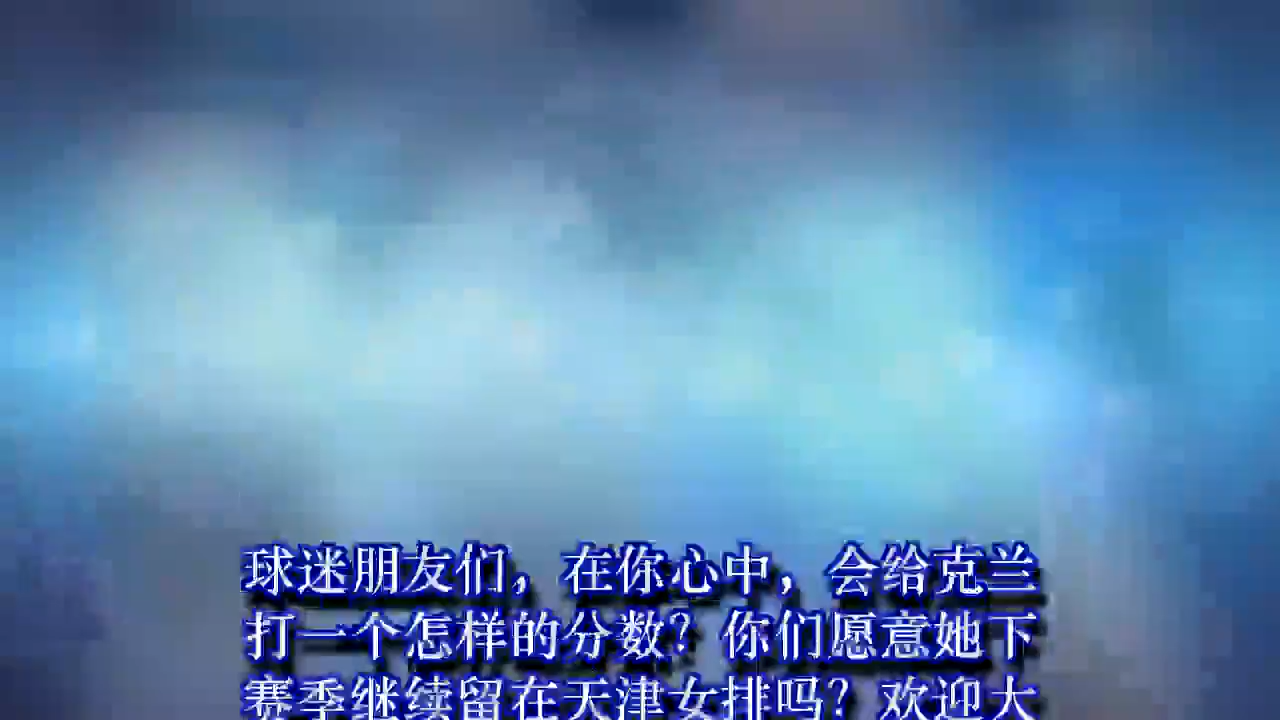 球迷朋友们，在你心中，会给克兰
打一个怎样的分数？你们愿意她下
赛季继续留在天津女排吗？欢迎大